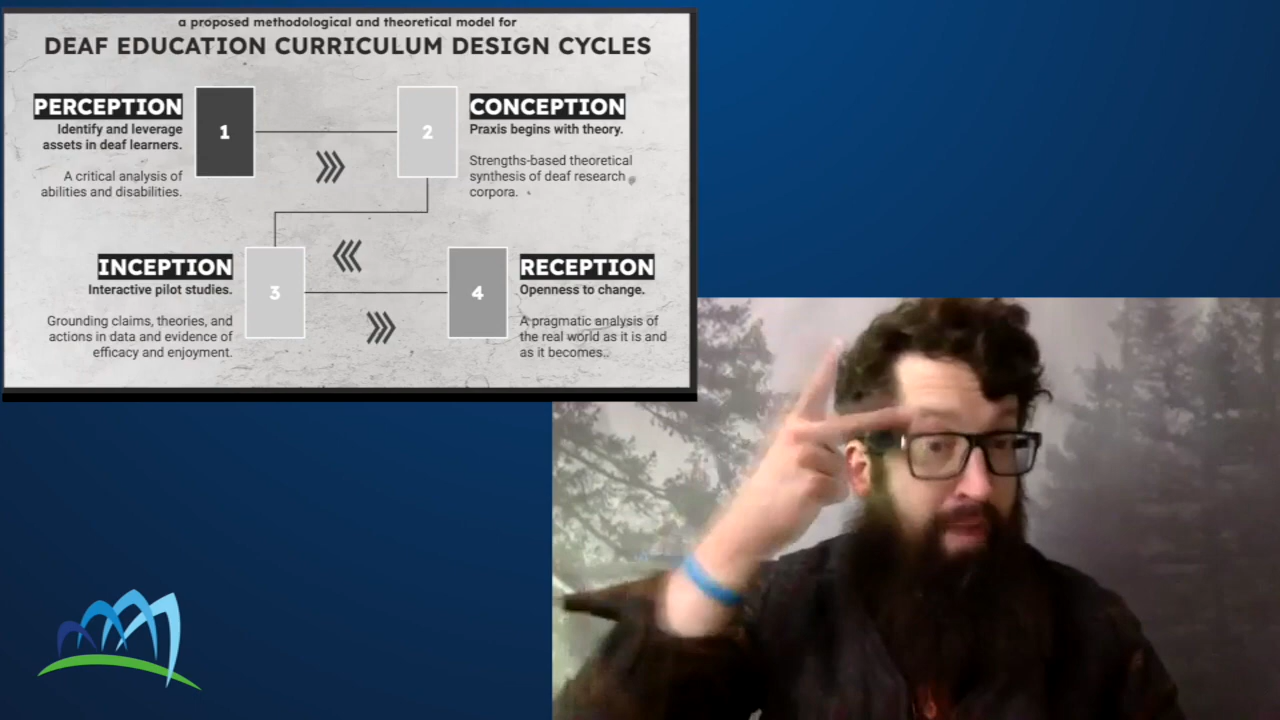 a proposed methodological and theoretical model for
DEAF EDUCATION CURRICULUM DESIGN CYCLES
PERCEPTION
Identify and leverage
assets in deaf learners.
A critical analysis of
abilities and disabilities.
1
2
CONCEPTION
Praxis begins with theory.
Strengths-based theoretical
synthesis of deaf research
corpora.
INCEPTION
Interactive pilot studies.
Grounding claims, theories, and
actions in data and evidence of
efficacy and enjoyment.
3
4
RECEPTION
Openness to change.
A pragmatic analysis of
the real world as it is and
as it becomes..